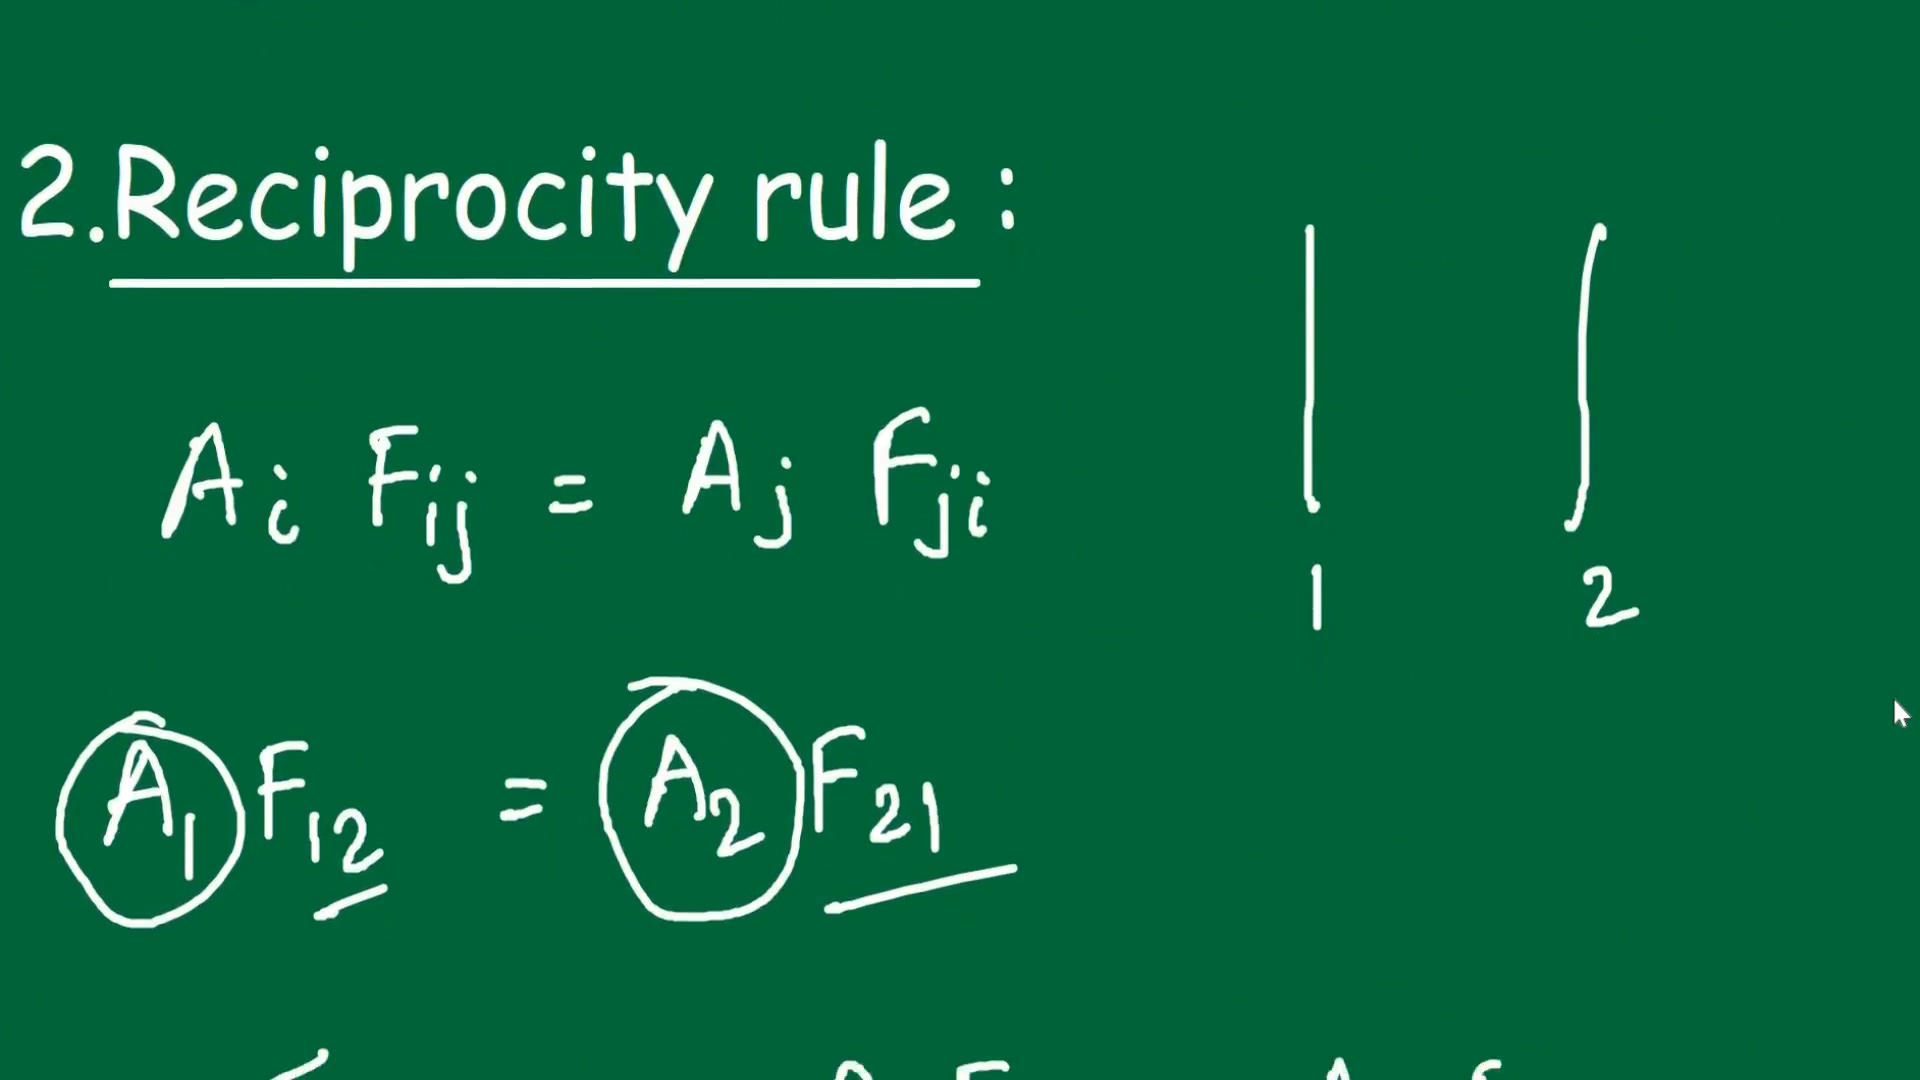 2.Reciprocity rule :
Ai Fij = Aj Fji
1 2
A1 F12 = A2 F21